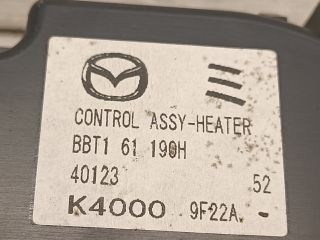 CONTROL ASSY-HEATER
BBT1 61 190H
40123 52
K4000 9F22A -